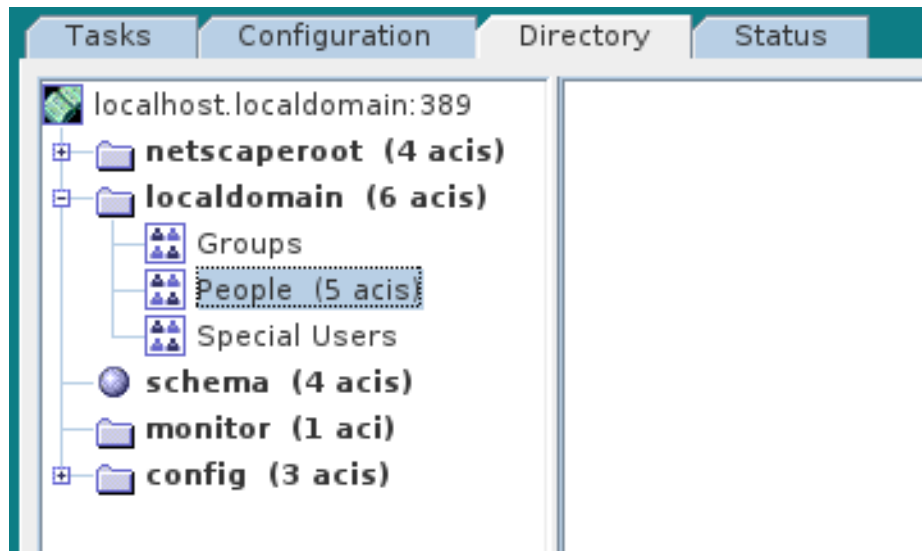 Tasks Configuration Directory Status
localhost.localdomain:389
netscaperoot (4 acis)
localdomain (6 acis)
Groups
People (5 acis)
Special Users
schema (4 acis)
monitor (1 aci)
config (3 acis)